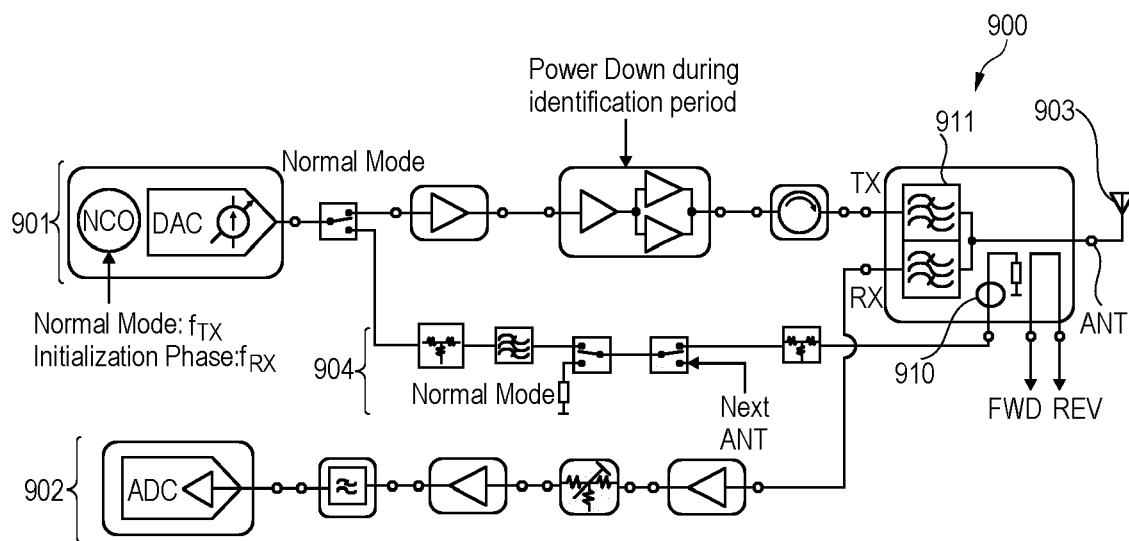 900
Power Down during
identification period
903
911
Normal Mode
TX
901
NCO
DAC
RX
Normal Mode: fTX
Initialization Phase:fRX
ANT
904
910
Normal Mode
Next
ANT
FWD
REV
902
ADC